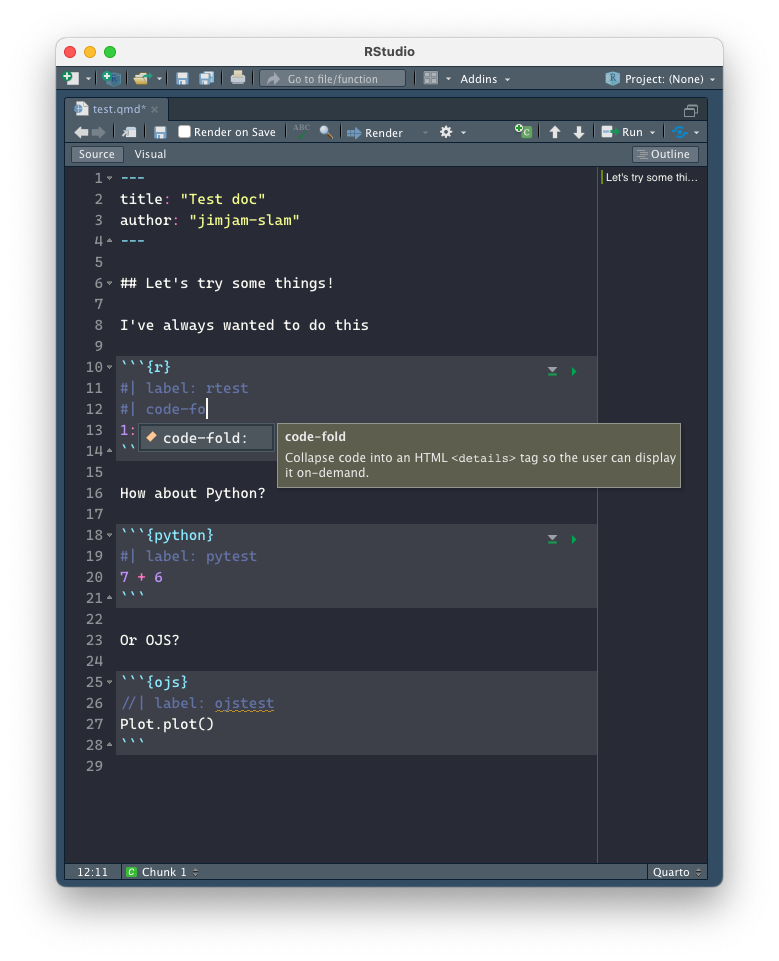 RStudio
Go to file/function
Addins
Project: (None)
test.qmd*
Render on Save
ABC
Render
Run
Source
Visual
Outline
Let's try some thi...
1 ---
2 title: "Test doc"
3 author: "jimjam-slam"
4 ---
5
6 ## Let's try some things!
7
8 I've always wanted to do this
9
10 ```{r}
11 #| label: rtest
12 #| code-fo
13 1:
code-fold:
14 ``
code-fold
Collapse code into an HTML <details> tag so the user can display
it on-demand.
15
16 How about Python?
17
18 ```{python}
19 #| label: pytest
20 7 + 6
21 ```
22
23 Or OJS?
24
25 ```{ojs}
26 //| label: ojstest
27 Plot.plot()
28 ```
29
12:11
C Chunk 1
Quarto